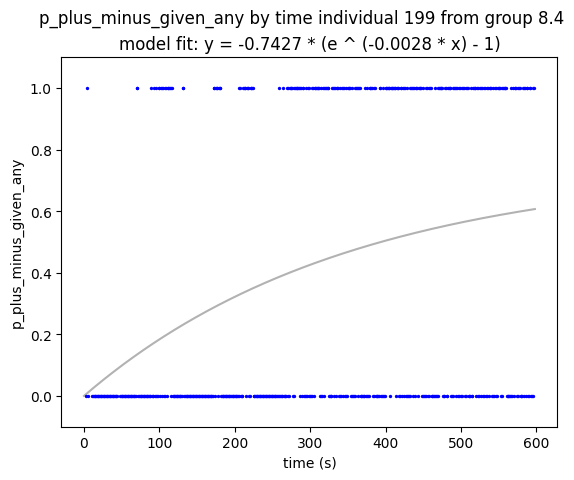 p_plus_minus_given_any by time individual 199 from group 8.4
model fit: y = -0.7427 * (e ^ (-0.0028 * x) - 1)
1.0
0.8
0.6
0.4
0.2
0.0
p_plus_minus_given_any
0 100 200 300 400 500 600
time (s)